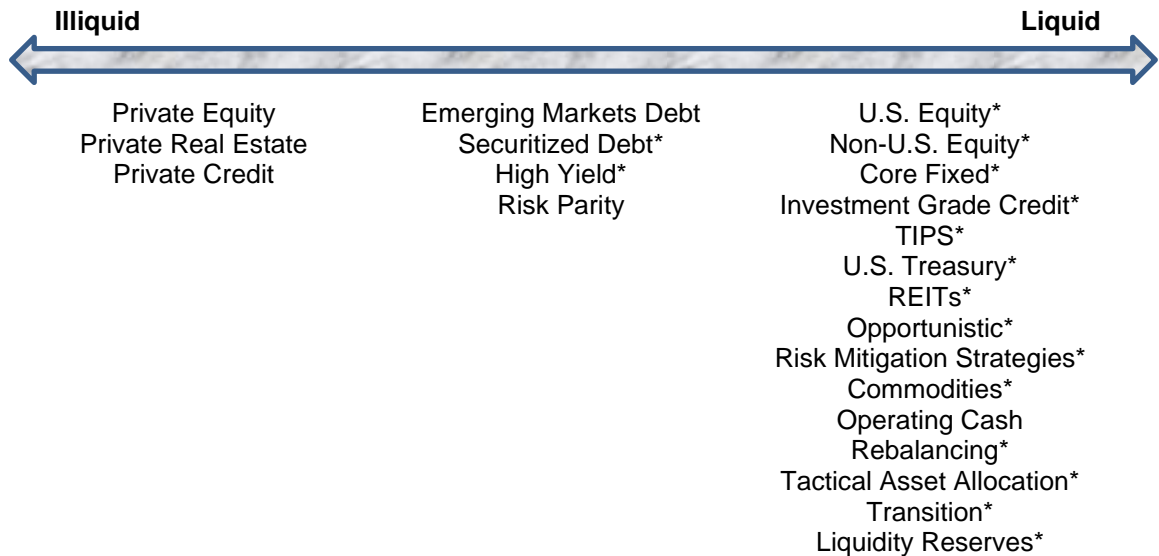 Illiquid
Liquid
Private Equity
Private Real Estate
Private Credit
Emerging Markets Debt
Securitized Debt*
High Yield*
Risk Parity
U.S. Equity*
Non-U.S. Equity*
Core Fixed*
Investment Grade Credit*
TIPS*
U.S. Treasury*
REITs*
Opportunistic*
Risk Mitigation Strategies*
Commodities*
Operating Cash
Rebalancing*
Tactical Asset Allocation*
Transition*
Liquidity Reserves*